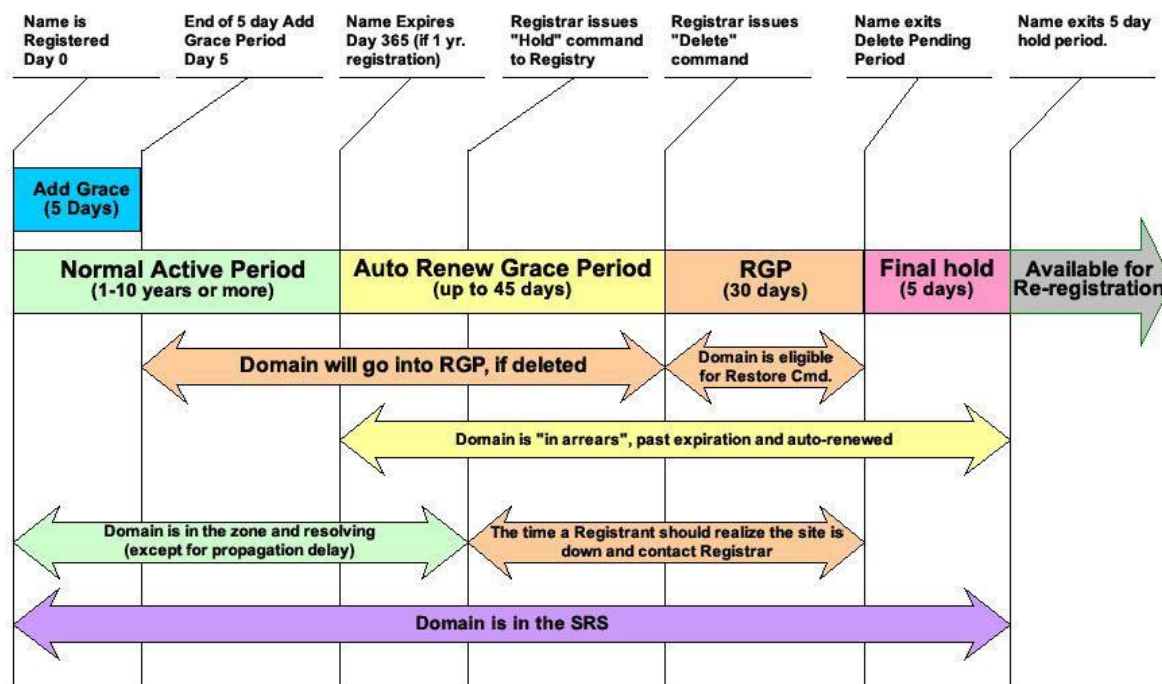 Name is
Registered
Day 0
End of 5 day Add
Grace Period
Day 5
Name Expires
Day 365 (if 1 yr.
registration)
Registrar issues
"Hold" command
to Registry
Registrar issues
"Delete"
command
Name exits
Delete Pending
Period
Name exits 5 day
hold period.
Add Grace
(5 Days)
Normal Active Period
(1-10 years or more)
Auto Renew Grace Period
(up to 45 days)
RGP
(30 days)
Final hold
(5 days)
Available for
Re-registration
Domain will go into RGP, if deleted
Domain is eligible
for Restore Cmd.
Domain is "in arrears", past expiration and auto-renewed
Domain is in the zone and resolving
(except for propagation delay)
The time a Registrant should realize the site is
down and contact Registrar
Domain is in the SRS